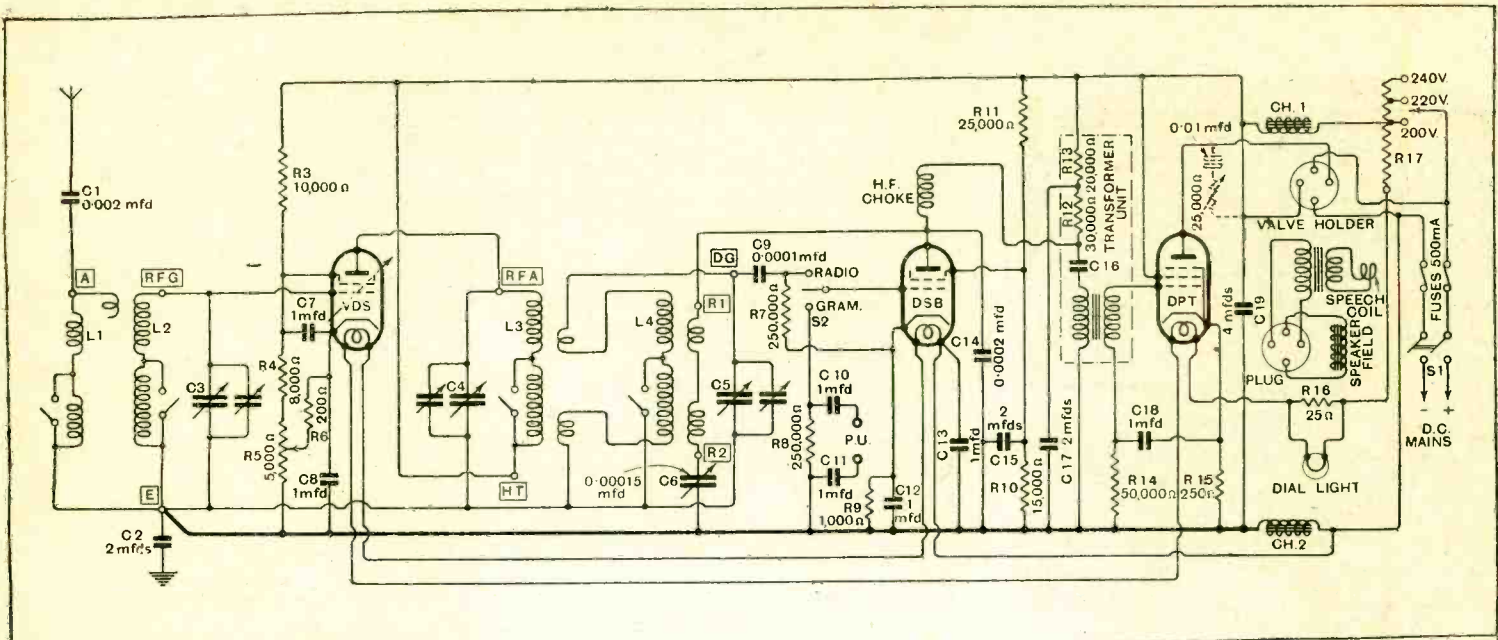 C1
0·002 mfd
A
L1
RFG
L2
E
C2
2 mfds
C3
R3
10,000 Ω
VDS
C7
1mfd
R4
8,000 Ω
R5
5,000 Ω
R6
200 Ω
C8
1mfd
RFA
C4
L3
HT
L4
DG
C9
0·0001 mfd
RADIO
GRAM.
S2
R7
250,000 Ω
R1
R2
C5
0·00015
mfd
C6
R8
250,000 Ω
C10
1mfd
P.U.
C11
1mfd
R9
1,000 Ω
C12
1
mfd
H.F.
CHOKE
DSB
C13
1mfd
C14
0·0002 mfd
2
mfds
C15
R10
15,000 Ω
R11
25,000 Ω
C17 2 mfds
R13
20,000 Ω
R12
30,000 Ω
TRANSFORMER
UNIT
C16
DPT
C18
1mfd
R14
50,000 Ω
R15
250 Ω
0·01 mfd
25,000 Ω
4 mfds
C19
CH. 1
240V.
220V.
200V.
R17
VALVE HOLDER
SPEECH
COIL
SPEAKER
FIELD
PLUG
R16
25 Ω
DIAL LIGHT
CH.2
FUSES 500mA
S1
- +
D.C.
MAINS